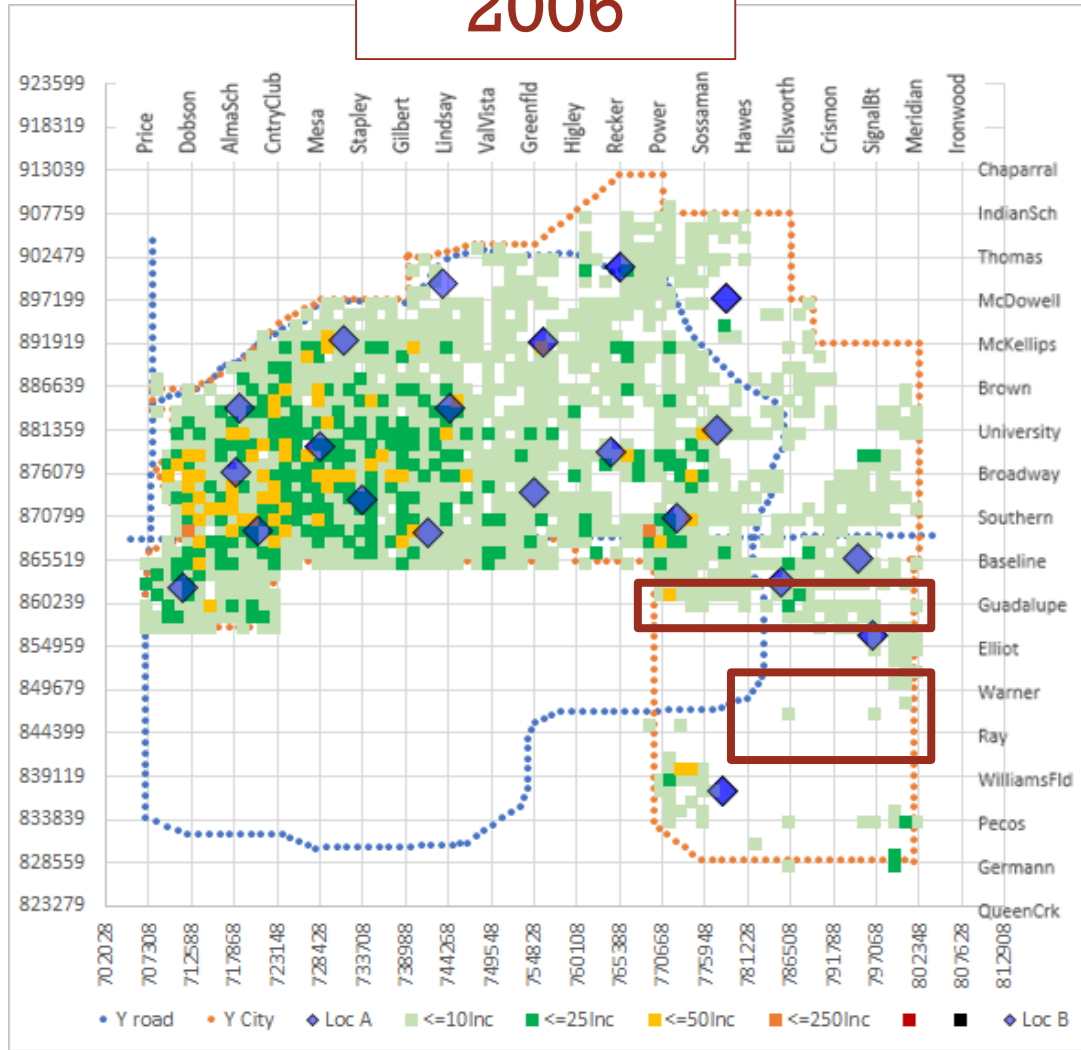 2006
923599
918319
913039
907759
902479
897199
891919
886639
881359
876079
870799
865519
860239
854959
849679
844399
839119
833839
828559
823279
Price
Dobson
AlmaSch
CntryClub
Mesa
Stapley
Gilbert
Lindsay
ValVista
Greenfld
Higley
Recker
Power
Sossaman
Hawes
Ellsworth
Crismon
SignalBt
Meridian
Ironwood
Chaparral
IndianSch
Thomas
McDowell
McKellips
Brown
University
Broadway
Southern
Baseline
Guadalupe
Elliot
Warner
Ray
WilliamsFld
Pecos
Germann
QueenCrk
702028
707308
712588
717868
723148
728428
733708
738988
744268
749548
754828
760108
765388
770668
775948
781228
786508
791788
797068
802348
807628
812908
Y road Y City Loc A <=10Inc <=25Inc <=50Inc <=250Inc Loc B